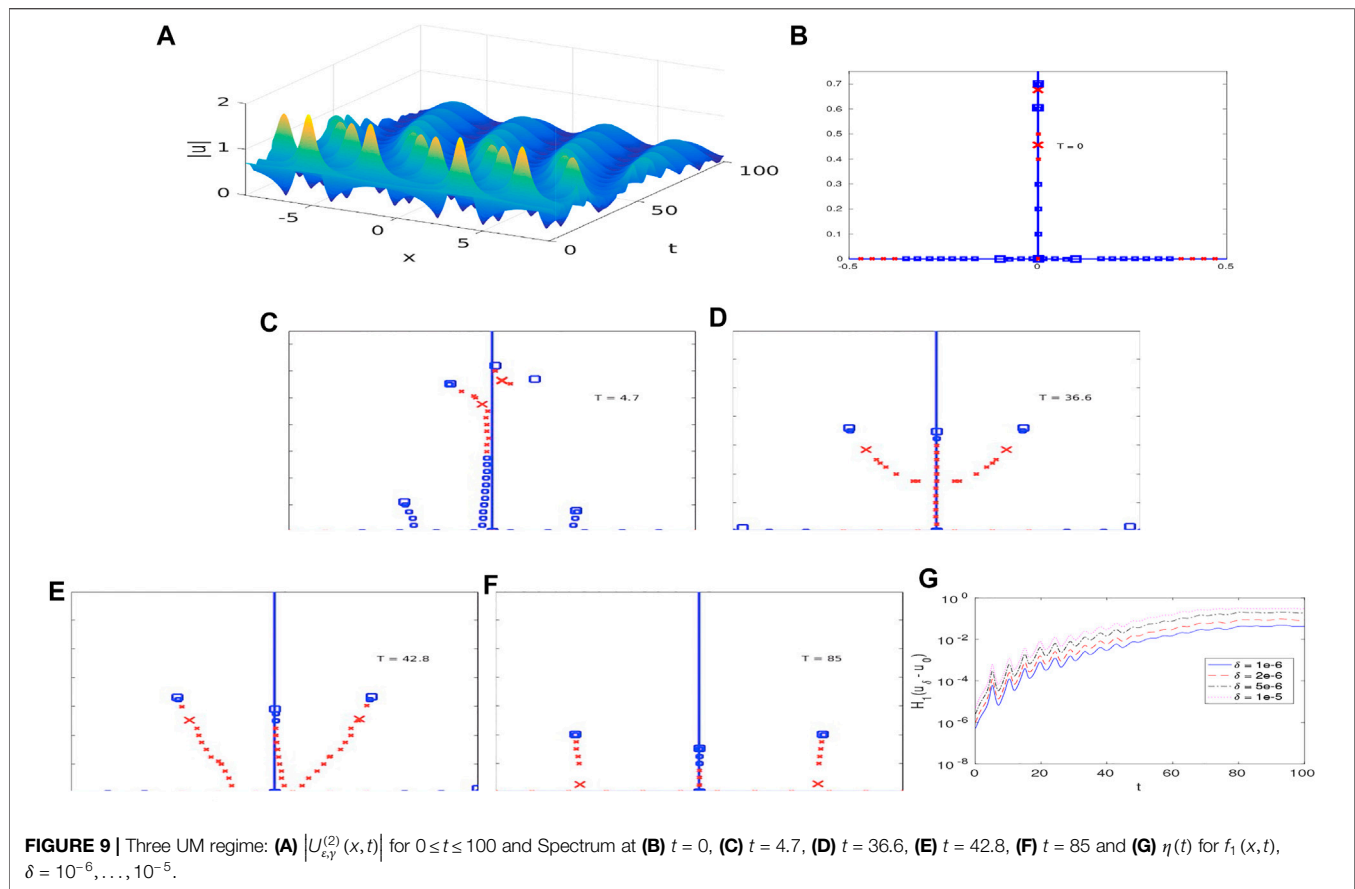 A
2
1
0
|u|
-5
0
5
x
0
50
100
t
B
0.7
0.6
0.5
0.4
0.3
0.2
0.1
0
-0.5
0
0.5
T = 0
C
T = 4.7
D
T = 36.6
E
T = 42.8
F
T = 85
G
10^0
10^-2
10^-4
10^-6
10^-8
H_1(u_δ - u_0)
0
20
40
60
80
100
t
δ = 1e-6
δ = 2e-6
δ = 5e-6
δ = 1e-5
FIGURE 9 | Three UM regime: (A) |U_{ε,γ}^{(2)}(x, t)| for 0 ≤ t ≤ 100 and Spectrum at (B) t = 0, (C) t = 4.7, (D) t = 36.6, (E) t = 42.8, (F) t = 85 and (G) η(t) for f_1(x, t),
δ = 10^{-6}, . . . , 10^{-5}.